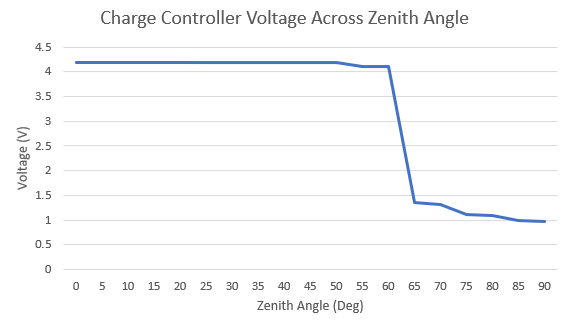 Charge Controller Voltage Across Zenith Angle
4.5
4
3.5
3
2.5
2
1.5
1
0.5
0
Voltage (V)
0 5 10 15 20 25 30 35 40 45 50 55 60 65 70 75 80 85 90
Zenith Angle (Deg)